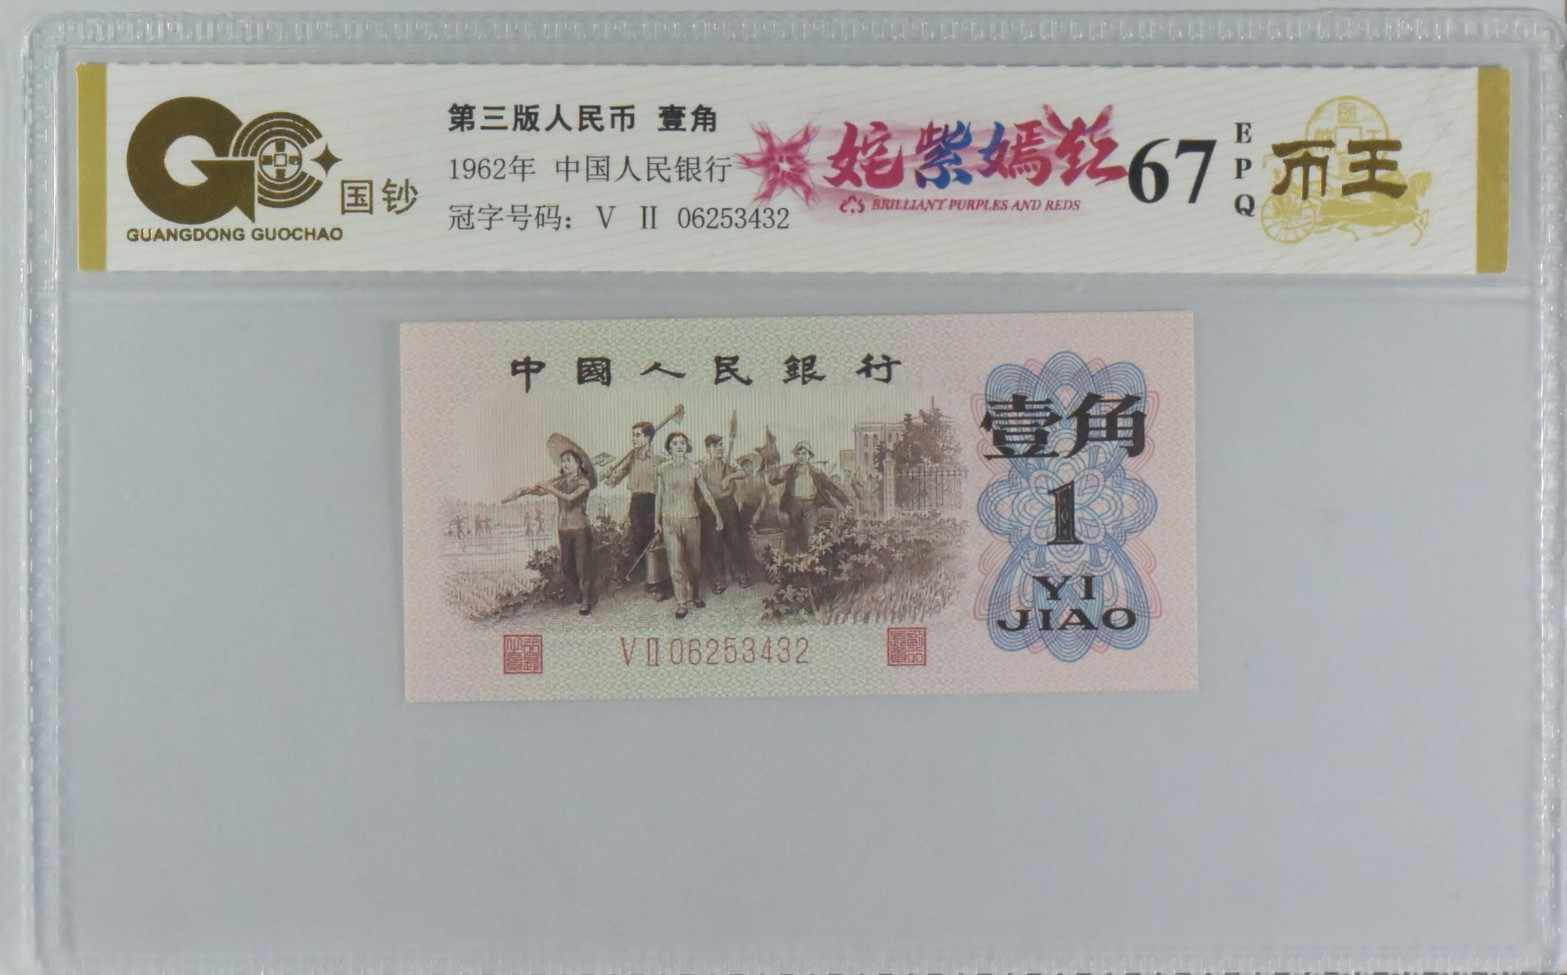 GUANGDONG GUOCHAO
国钞
第三版人民币 壹角
1962年 中国人民银行
冠字号码: V II 06253432
姹紫嫣红
BRILLIANT PURPLES AND REDS
67
EPQ
币王
中國人民銀行
壹角
1
YI
JIAO
V II 06253432